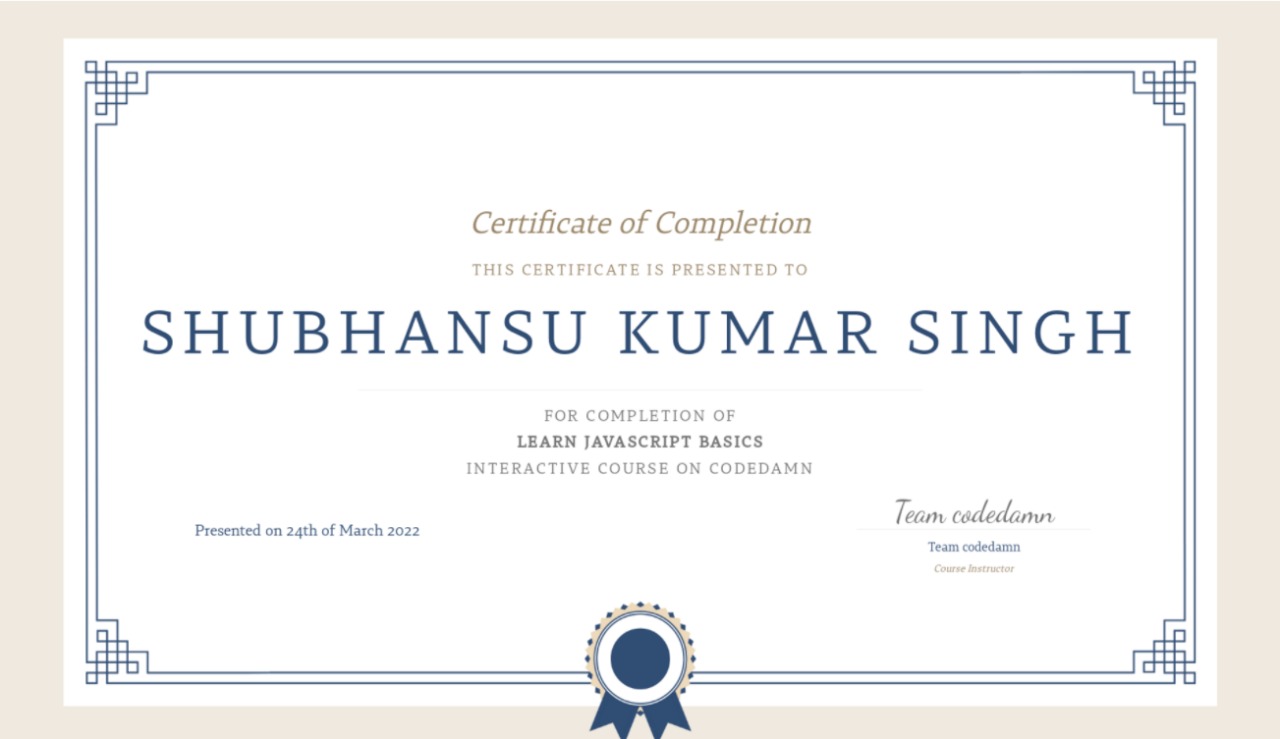 Certificate of Completion
THIS CERTIFICATE IS PRESENTED TO
SHUBHANSU KUMAR SINGH
FOR COMPLETION OF
LEARN JAVASCRIPT BASICS
INTERACTIVE COURSE ON CODEDAMN
Presented on 24th of March 2022
Team codedamn
Team codedamn
Course Instructor